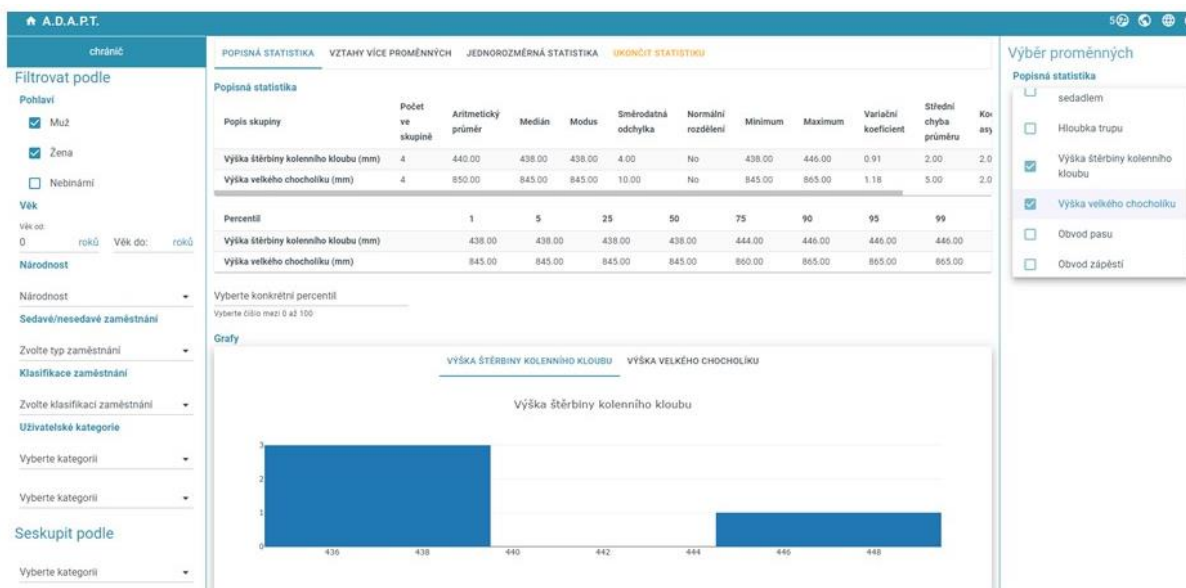 A.D.A.P.T.
5
chránič
Filtrovat podle
Pohlaví
Muž
Žena
Nebinární
Věk
Věk od:
0 roků Věk do: roků
Národnost
Národnost
Sedavé/nesedavé zaměstnání
Zvolte typ zaměstnání
Klasifikace zaměstnání
Zvolte klasifikaci zaměstnání
Uživatelské kategorie
Vyberte kategorii
Vyberte kategorii
Seskupit podle
Vyberte kategorii
POPISNÁ STATISTIKA VZTAHY VÍCE PROMĚNNÝCH JEDNOROZMĚRNÁ STATISTIKA UKONČIT STATISTIKU
Popisná statistika
Popis skupiny Počet ve skupině Aritmetický průměr Medián Modus Směrodatná odchylka Normální rozdělení Minimum Maximum Variační koeficient Střední chyba průměru
Výška štěrbiny kolenního kloubu (mm) 4 440.00 438.00 438.00 4.00 No 438.00 446.00 0.91 2.00 2.0
Výška velkého chocholíku (mm) 4 850.00 845.00 845.00 10.00 No 845.00 865.00 1.18 5.00 2.0
Percentil 1 5 25 50 75 90 95 99
Výška štěrbiny kolenního kloubu (mm) 438.00 438.00 438.00 438.00 444.00 446.00 446.00 446.00
Výška velkého chocholíku (mm) 845.00 845.00 845.00 845.00 860.00 865.00 865.00 865.00
Vyberte konkrétní percentil
Vyberte číslo mezi 0 až 100
Grafy
VÝŠKA ŠTĚRBINY KOLENNÍHO KLOUBU VÝŠKA VELKÉHO CHOCHOLÍKU
Výška štěrbiny kolenního kloubu
3
2
1
0
436 438 440 442 444 446 448
Výběr proměnných
Popisná statistika
sedadlem
Hloubka trupu
Výška štěrbiny kolenního
kloubu
Výška velkého chocholíku
Obvod pasu
Obvod zápěstí